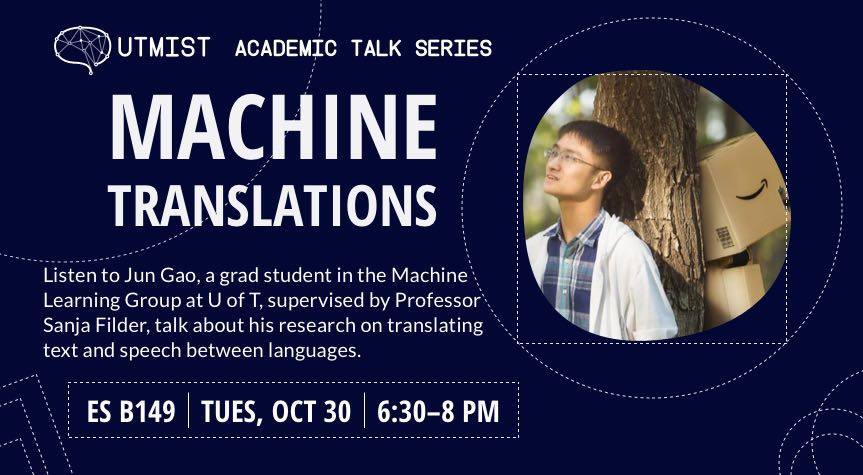 UTMIST ACADEMIC TALK SERIES
MACHINE
TRANSLATIONS
Listen to Jun Gao, a grad student in the Machine
Learning Group at U of T, supervised by Professor
Sanja Filder, talk about his research on translating
text and speech between languages.
ES B149 | TUES, OCT 30 | 6:30–8 PM